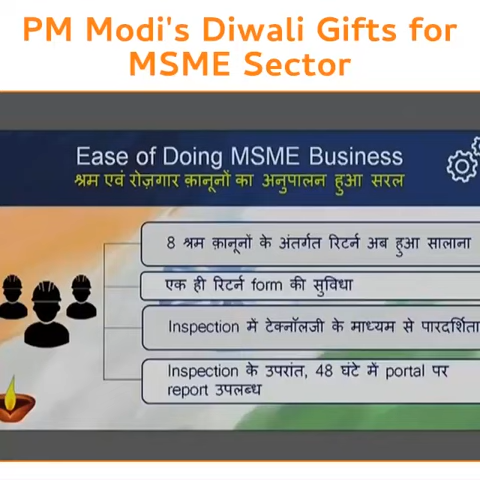 PM Modi's Diwali Gifts for
MSME Sector
Ease of Doing MSME Business
श्रम एवं रोज़गार क़ानूनों का अनुपालन हुआ सरल
8 श्रम क़ानूनों के अंतर्गत रिटर्न अब हुआ सालाना
एक ही रिटर्न form की सुविधा
Inspection में टेक्नॉलजी के माध्यम से पारदर्शिता
Inspection के उपरांत, 48 घंटे में portal पर
report उपलब्ध